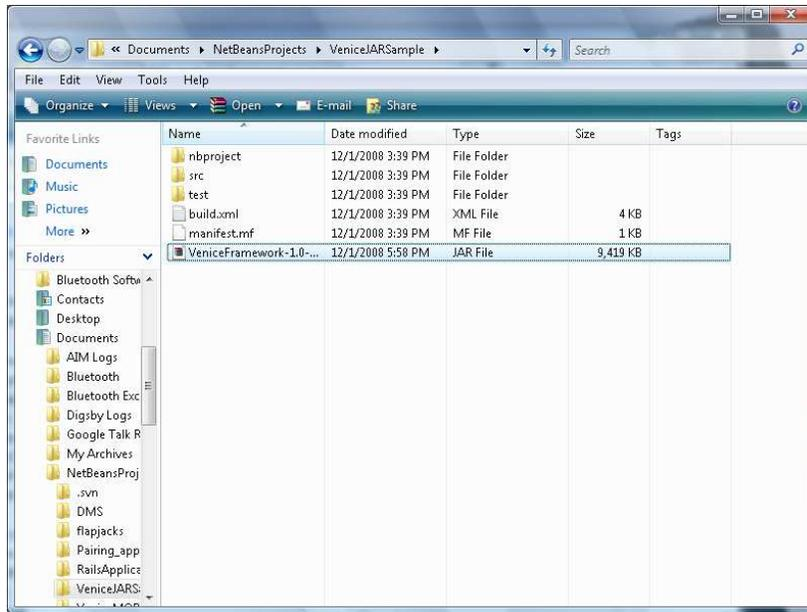 « Documents ▸ NetBeansProjects ▸ VeniceJARSample ▸ Search
File Edit View Tools Help
Organize Views Open E-mail Share
Favorite Links
Documents
Music
Pictures
More »
Folders
Bluetooth Softw
Contacts
Desktop
Documents
AIM Logs
Bluetooth
Bluetooth Exc
Digsby Logs
Google Talk R
My Archives
NetBeansProj
.svn
DMS
flapjacks
Pairing_app
RailsApplica
VeniceJARS
Name Date modified Type Size Tags
nbproject 12/1/2008 3:39 PM File Folder
src 12/1/2008 3:39 PM File Folder
test 12/1/2008 3:39 PM File Folder
build.xml 12/1/2008 3:39 PM XML File 4 KB
manifest.mf 12/1/2008 3:39 PM MF File 1 KB
VeniceFramework-1.0-... 12/1/2008 5:58 PM JAR File 9,419 KB